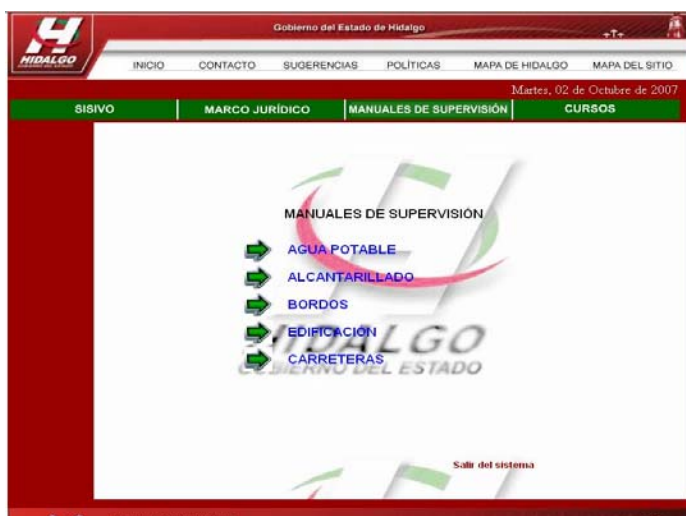 Gobierno del Estado de Hidalgo
HIDALGO
INICIO CONTACTO SUGERENCIAS POLÍTICAS MAPA DE HIDALGO MAPA DEL SITIO
Martes, 02 de Octubre de 2007
SISIVO MARCO JURÍDICO MANUALES DE SUPERVISIÓN CURSOS
MANUALES DE SUPERVISIÓN
AGUA POTABLE
ALCANTARILLADO
BORDOS
EDIFICACIÓN
CARRETERAS
HIDALGO
GOBIERNO DEL ESTADO
Salir del sistema